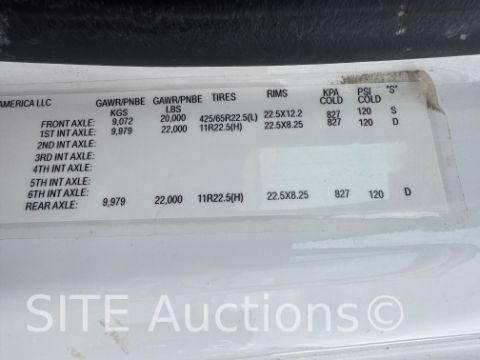 AMERICA LLC GAWR/PNBE GAWR/PNBE TIRES RIMS KPA PSI "S"
KGS LBS COLD COLD
FRONT AXLE: 9,072 20,000 425/65R22.5(L) 22.5X12.2 827 120 S
1ST INT AXLE: 9,979 22,000 11R22.5(H) 22.5X8.25 827 120 D
2ND INT AXLE:
3RD INT AXLE:
4TH INT AXLE:
5TH INT AXLE:
6TH INT AXLE:
REAR AXLE: 9,979 22,000 11R22.5(H) 22.5X8.25 827 120 D
SITE Auctions©